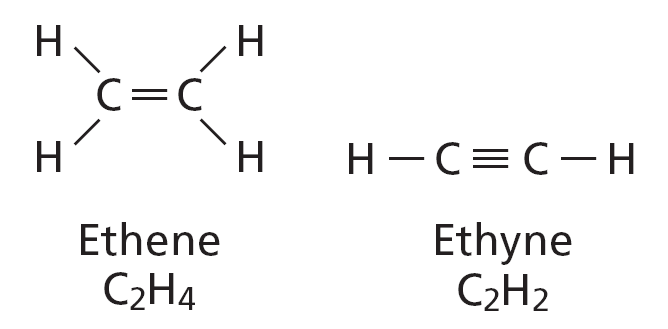 H H
C = C
H H
H — C ≡ C — H
Ethene
C₂H₄
Ethyne
C₂H₂